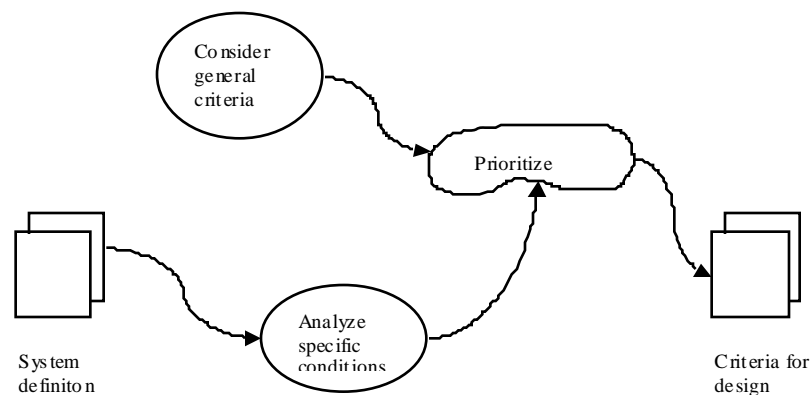 Consider
general
criteria
Prioritize
Analyze
specific
conditions
System
definiton
Criteria for
design